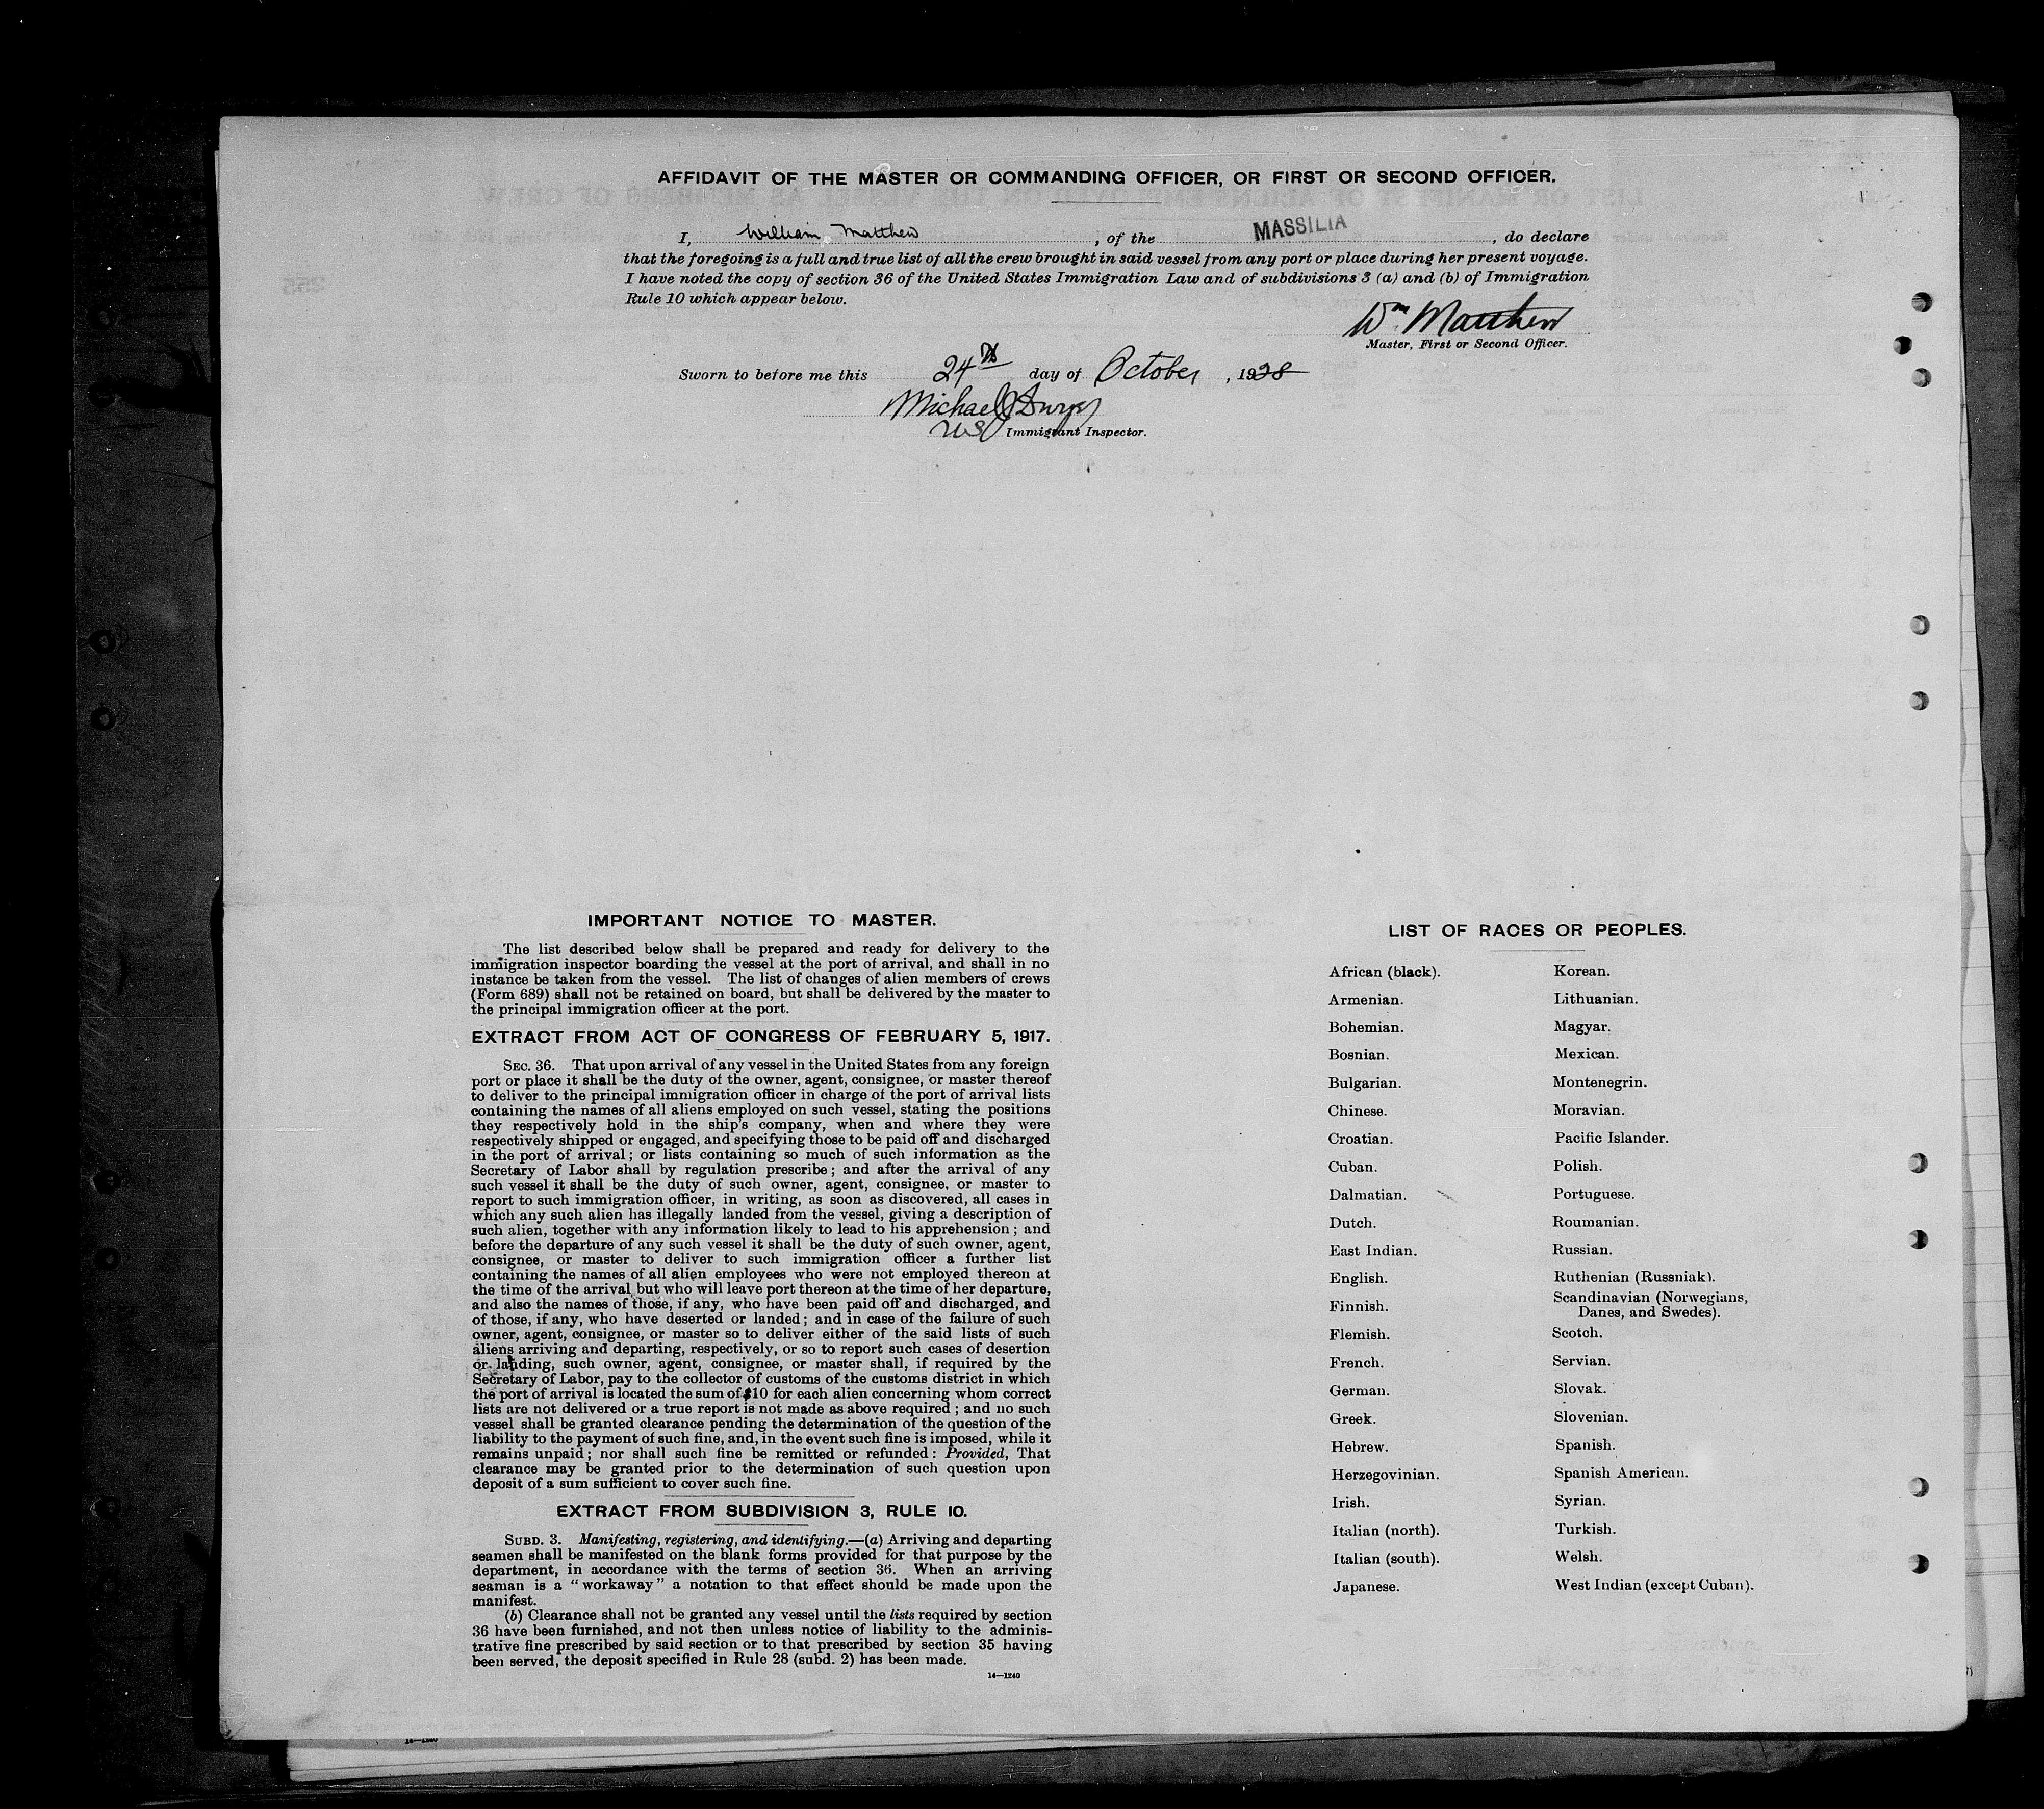 AFFIDAVIT OF THE MASTER OR COMMANDING OFFICER, OR FIRST OR SECOND OFFICER.
I, William Matthew, of the MASSILIA, do declare
that the foregoing is a full and true list of all the crew brought in said vessel from any port or place during her present voyage.
I have noted the copy of section 36 of the United States Immigration Law and of subdivisions 3 (a) and (b) of Immigration
Rule 10 which appear below.
Wm Matthew
Master, First or Second Officer.
Sworn to before me this 24th day of October, 1928
Michael J
US Immigrant Inspector.
IMPORTANT NOTICE TO MASTER.
The list described below shall be prepared and ready for delivery to the
immigration inspector boarding the vessel at the port of arrival, and shall in no
instance be taken from the vessel. The list of changes of alien members of crews
(Form 689) shall not be retained on board, but shall be delivered by the master to
the principal immigration officer at the port.
EXTRACT FROM ACT OF CONGRESS OF FEBRUARY 5, 1917.
SEC. 36. That upon arrival of any vessel in the United States from any foreign
port or place it shall be the duty of the owner, agent, consignee, or master thereof
to deliver to the principal immigration officer in charge of the port of arrival lists
containing the names of all aliens employed on such vessel, stating the positions
they respectively hold in the ship's company, when and where they were
respectively shipped or engaged, and specifying those to be paid off and discharged
in the port of arrival; or lists containing so much of such information as the
Secretary of Labor shall by regulation prescribe; and after the arrival of any
such vessel it shall be the duty of such owner, agent, consignee, or master to
report to such immigration officer, in writing, as soon as discovered, all cases in
which any such alien has illegally landed from the vessel, giving a description of
such alien, together with any information likely to lead to his apprehension; and
before the departure of any such vessel it shall be the duty of such owner, agent,
consignee, or master to deliver to such immigration officer a further list
containing the names of all alien employees who were not employed thereon at
the time of the arrival but who will leave port thereon at the time of her departure,
and also the names of those, if any, who have been paid off and discharged, and
of those, if any, who have deserted or landed; and in case of the failure of such
owner, agent, consignee, or master so to deliver either of the said lists of such
aliens arriving and departing, respectively, or so to report such cases of desertion
or landing, such owner, agent, consignee, or master shall, if required by the
Secretary of Labor, pay to the collector of customs of the customs district in which
the port of arrival is located the sum of $10 for each alien concerning whom correct
lists are not delivered or a true report is not made as above required; and no such
vessel shall be granted clearance pending the determination of the question of the
liability to the payment of such fine, and, in the event such fine is imposed, while it
remains unpaid; nor shall such fine be remitted or refunded: Provided, That
clearance may be granted prior to the determination of such question upon
deposit of a sum sufficient to cover such fine.
EXTRACT FROM SUBDIVISION 3, RULE 10.
SUBD. 3. Manifesting, registering, and identifying.—(a) Arriving and departing
seamen shall be manifested on the blank forms provided for that purpose by the
department, in accordance with the terms of section 36. When an arriving
seaman is a "workaway" a notation to that effect should be made upon the
manifest.
(b) Clearance shall not be granted any vessel until the lists required by section
36 have been furnished, and not then unless notice of liability to the adminis-
trative fine prescribed by said section or to that prescribed by section 35 having
been served, the deposit specified in Rule 28 (subd. 2) has been made.
14—1240
LIST OF RACES OR PEOPLES.
African (black).
Armenian.
Bohemian.
Bosnian.
Bulgarian.
Chinese.
Croatian.
Cuban.
Dalmatian.
Dutch.
East Indian.
English.
Finnish.
Flemish.
French.
German.
Greek.
Hebrew.
Herzegovinian.
Irish.
Italian (north).
Italian (south).
Japanese.
Korean.
Lithuanian.
Magyar.
Mexican.
Montenegrin.
Moravian.
Pacific Islander.
Polish.
Portuguese.
Roumanian.
Russian.
Ruthenian (Russniak).
Scandinavian (Norwegians,
Danes, and Swedes).
Scotch.
Servian.
Slovak.
Slovenian.
Spanish.
Spanish American.
Syrian.
Turkish.
Welsh.
West Indian (except Cuban).
14—1240